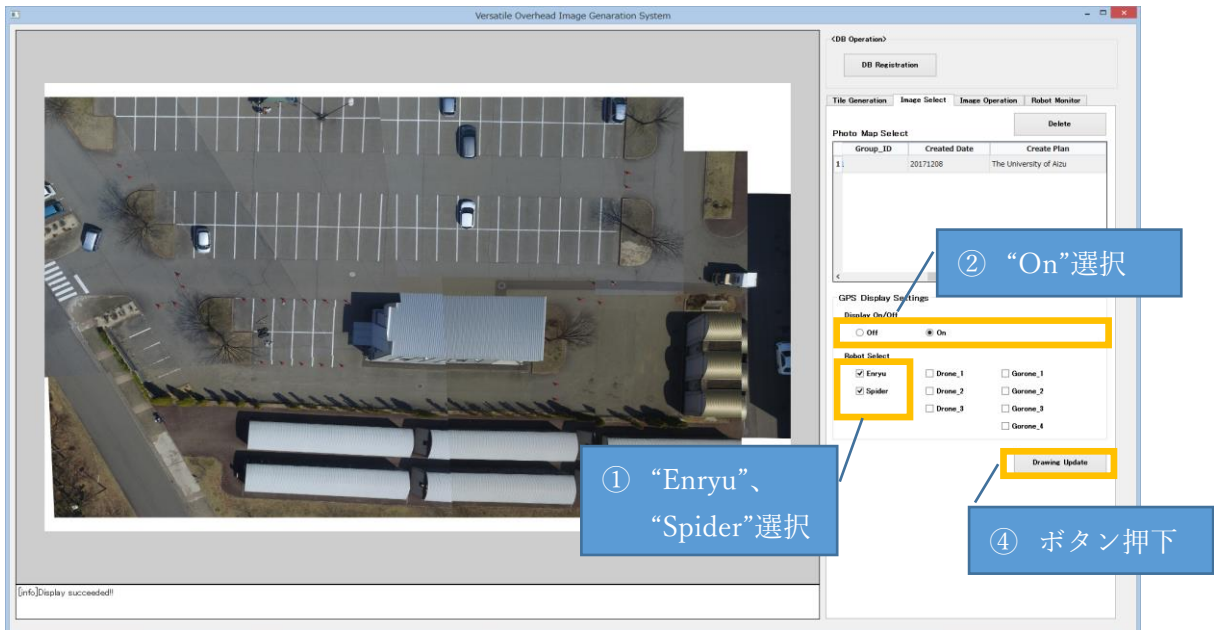 Versatile Overhead Image Genaration System
<DB Operation>
DB Registration
Tile Generation Image Select Image Operation Robot Monitor
Delete
Photo Map Select
Group_ID Created Date Create Plan
1 20171208 The University of Aizu
② “On”選択
GPS Display Settings
Display On/Off
Off On
Robot Select
Enryu Drone_1 Gorone_1
Spider Drone_2 Gorone_2
Drone_3 Gorone_3
Gorone_4
Drawing Update
① “Enryu”、
“Spider”選択
④ ボタン押下
[info]Display succeeded!!